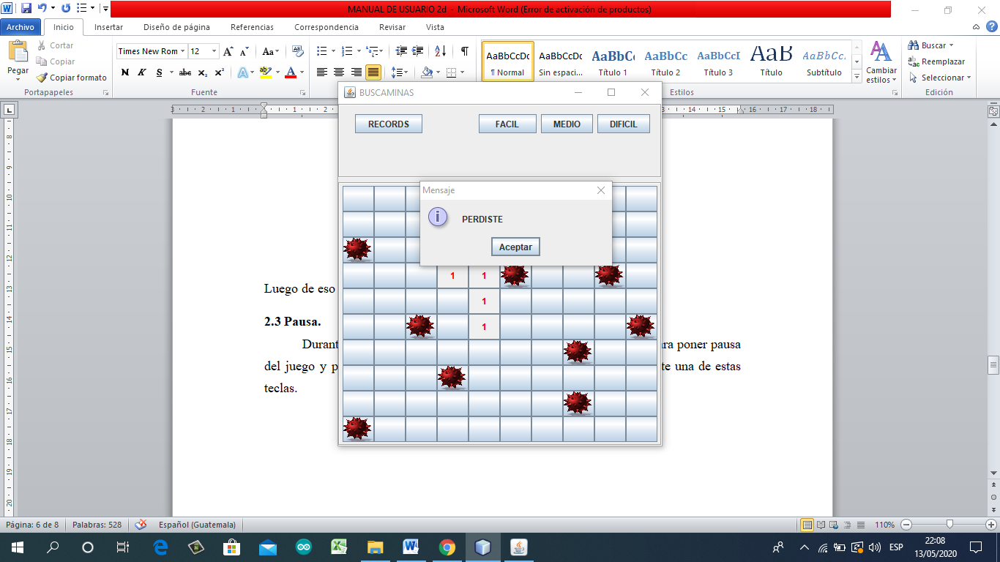 MANUAL DE USUARIO 2d - Microsoft Word (Error de activación de productos)
Archivo Inicio Insertar Diseño de página Referencias Correspondencia Revisar Vista
Pegar
Cortar
Copiar
Copiar formato
Portapapeles
Times New Rom 12
N K S abc x₂ x² A ab A
Fuente
AaBbCcDc AaBbCcDc AaBbC AaBbCc AaBbCcI AaB AaBbCc.
¶ Normal Sin espaci... Título 1 Título 2 Título 3 Título Subtítulo
Cambiar estilos
Estilos
Buscar
Reemplazar
Seleccionar
Edición
BUSCAMINAS
RECORDS FACIL MEDIO DIFICIL
Mensaje
PERDISTE
Aceptar
1 1
1
1
Luego de eso
2.3 Pausa.
Durant ara poner pausa
del juego y p te una de estas
teclas.
Página: 6 de 8 Palabras: 528 Español (Guatemala) 110%
ESP
22:08
13/05/2020